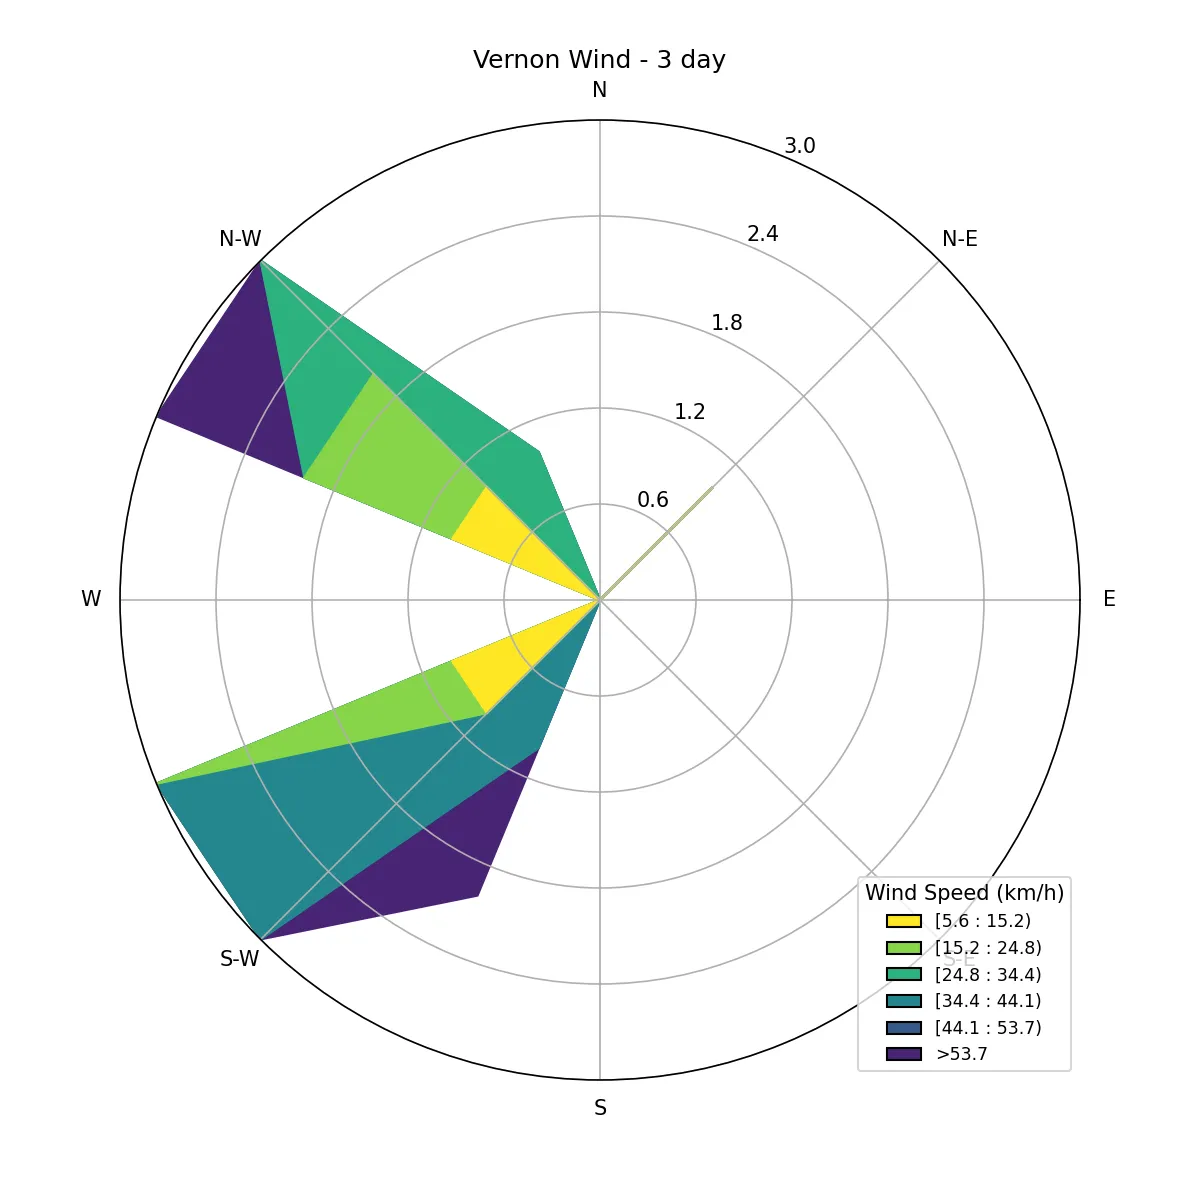 Vernon Wind - 3 day
N
3.0
N-W
2.4
N-E
1.8
1.2
0.6
W
E
Wind Speed (km/h)
[5.6 : 15.2)
[15.2 : 24.8)
S-W
S-E
[24.8 : 34.4)
[34.4 : 44.1)
[44.1 : 53.7)
>53.7
S